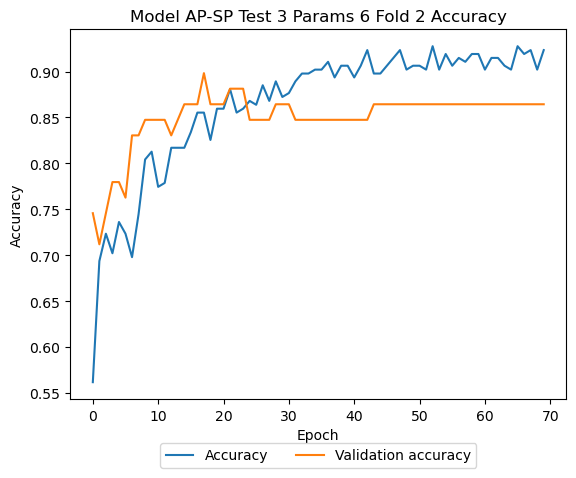 Model AP-SP Test 3 Params 6 Fold 2 Accuracy
Accuracy
0.90
0.85
0.80
0.75
0.70
0.65
0.60
0.55
0 10 20 30 40 50 60 70
Epoch
Accuracy Validation accuracy